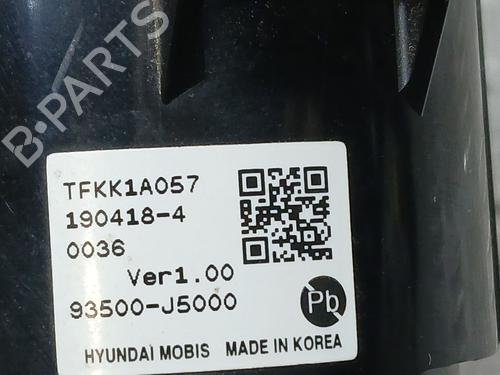 B-PARTS
TFKK1A057
190418-4
0036
Ver1.00
93500-J5000
Pb
HYUNDAI MOBIS MADE IN KOREA